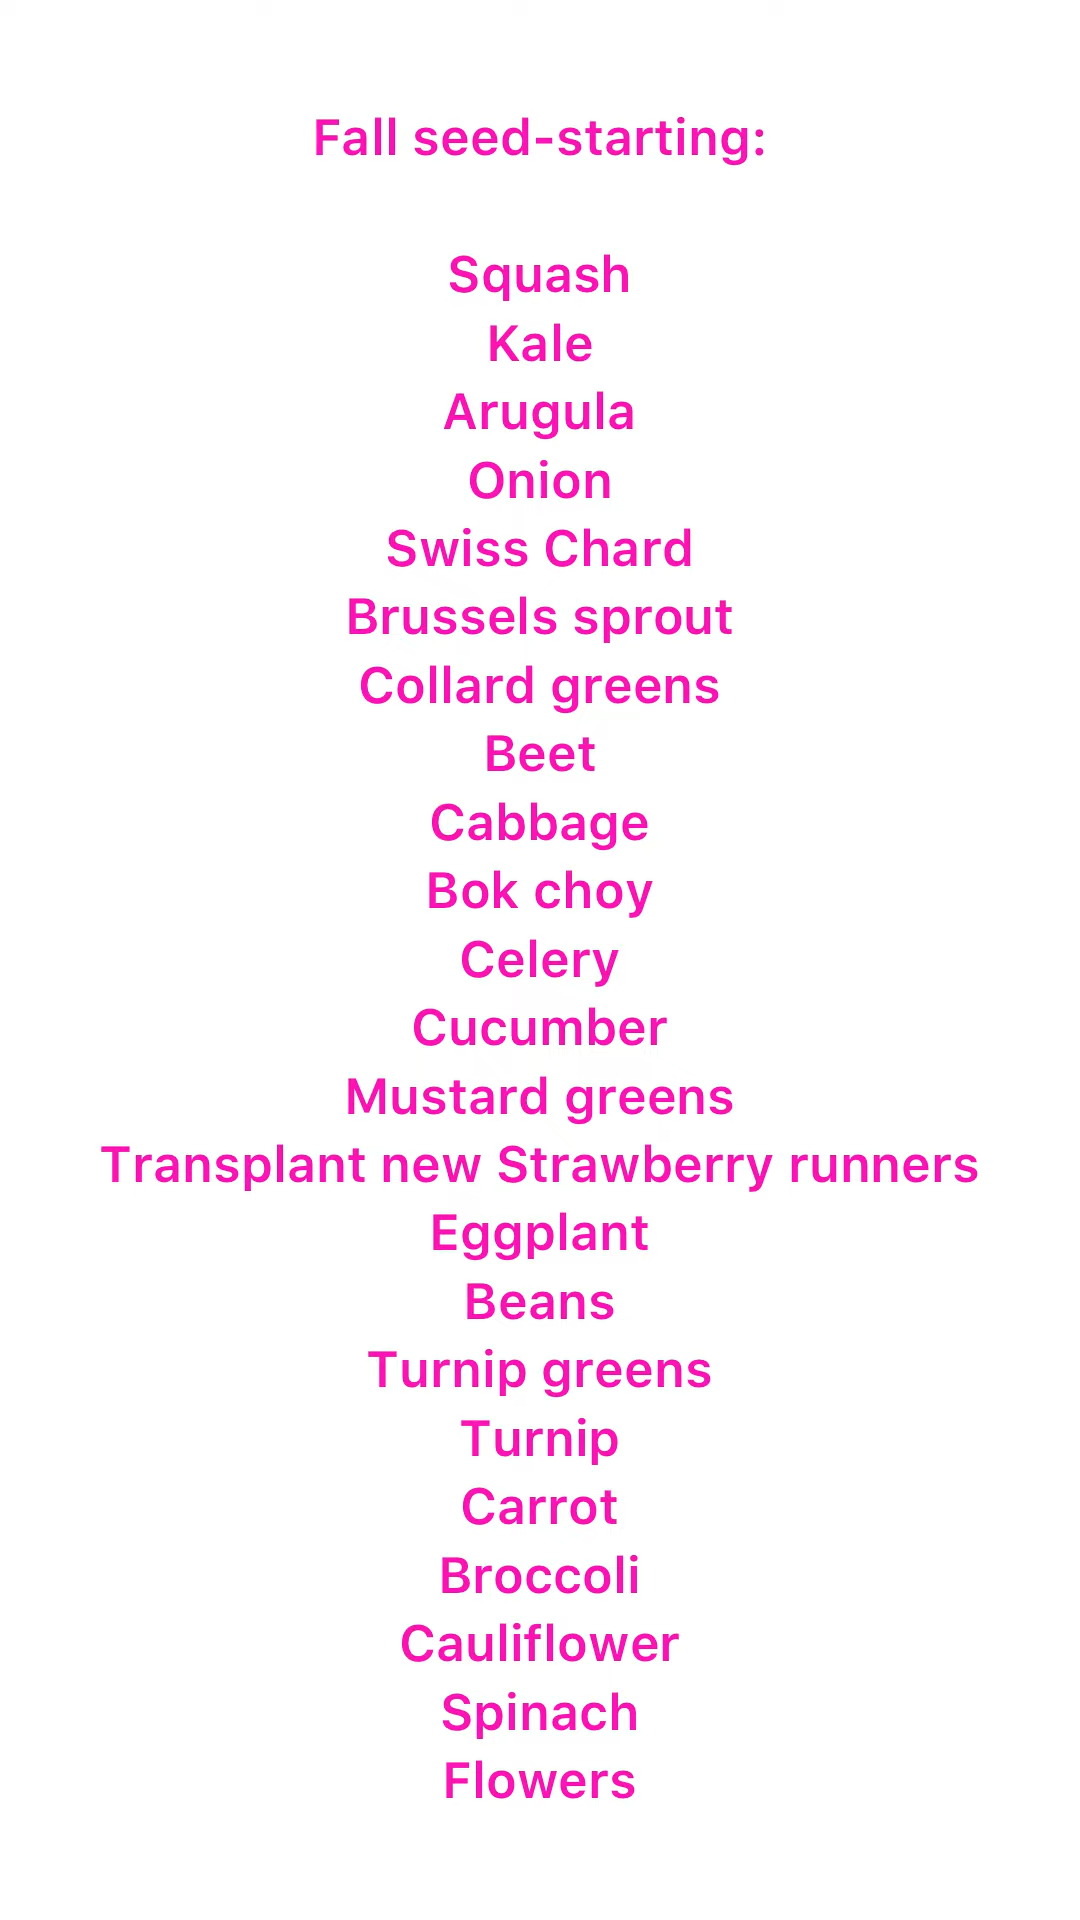 Fall seed-starting:
Squash
Kale
Arugula
Onion
Swiss Chard
Brussels sprout
Collard greens
Beet
Cabbage
Bok choy
Celery
Cucumber
Mustard greens
Transplant new Strawberry runners
Eggplant
Beans
Turnip greens
Turnip
Carrot
Broccoli
Cauliflower
Spinach
Flowers